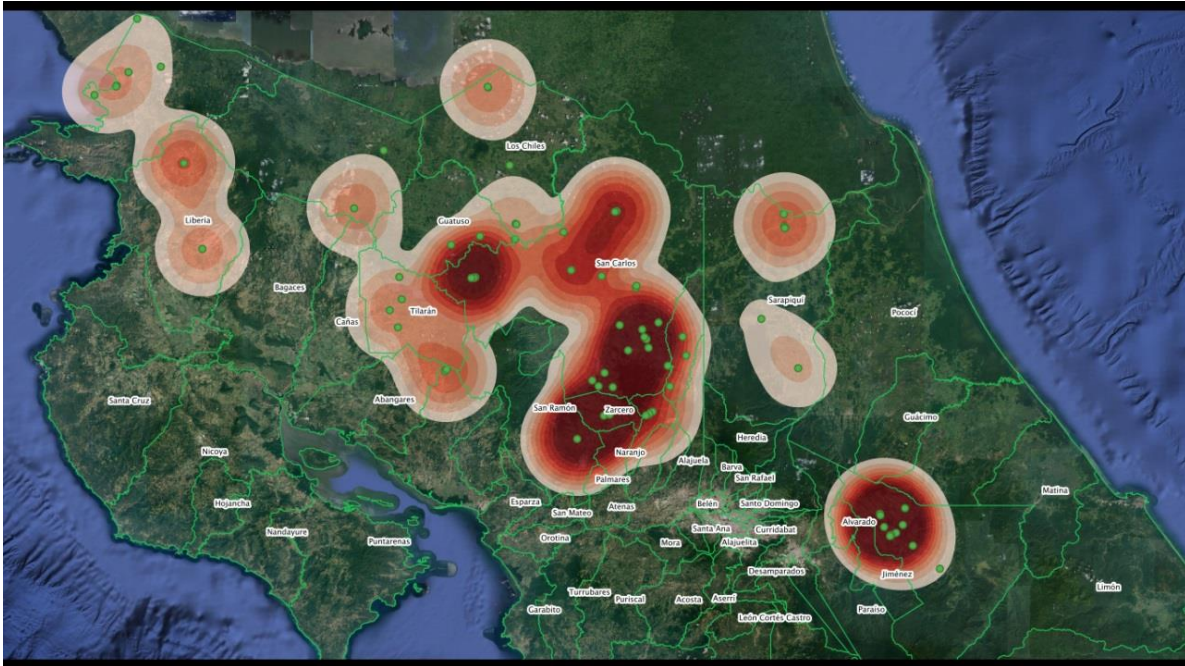 Los Chiles
Liberia
Guatuso
San Carlos
Bagaces
Sarapiquí
Tilarán
Pococí
Cañas
Santa Cruz
Abangares
San Ramón
Zarcero
Guácimo
Nicoya
Naranjo
Heredia
Alajuela
Barva
Palmares
San Rafael
Matina
Hojancha
Esparza
Atenas
Belén
Santo Domingo
San Mateo
Alvarado
Nandayure
Santa Ana
Curridabat
Puntarenas
Orotina
Mora
Alajuelita
Desamparados
Jiménez
Limón
Turrubares
Puriscal
Acosta
Aserrí
Garabito
Paraíso
León Cortés Castro